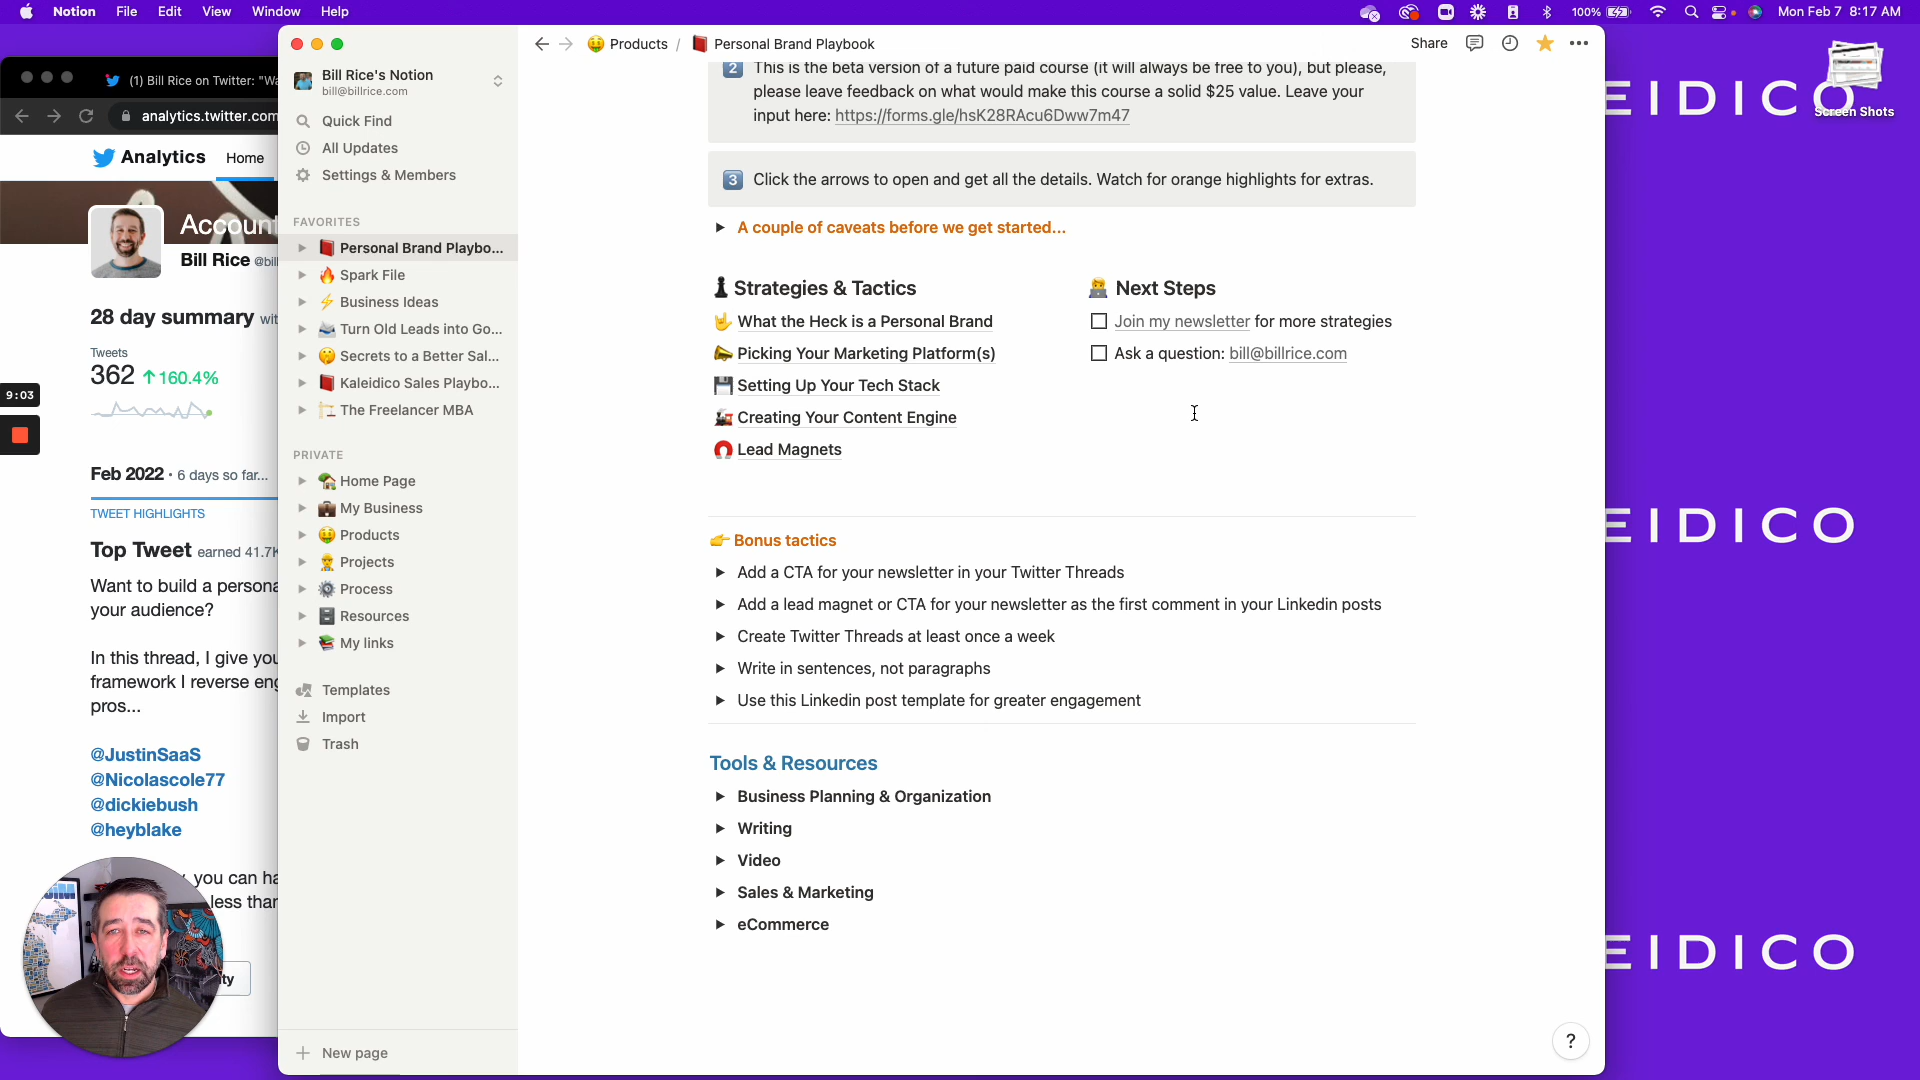 Notion File Edit View Window Help
100% Mon Feb 7 8:17 AM
(1) Bill Rice on Twitter: "Wa
analytics.twitter.com
Analytics Home
Account
Bill Rice @bil
28 day summary wit
Tweets
362 160.4%
9:03
Feb 2022 · 6 days so far...
TWEET HIGHLIGHTS
Top Tweet earned 41.7K
Want to build a persona
your audience?
In this thread, I give you
framework I reverse eng
pros...
@JustinSaaS
@Nicolascole77
@dickiebush
@heyblake
, you can ha
less than
ty
Bill Rice's Notion
bill@billrice.com
Quick Find
All Updates
Settings & Members
FAVORITES
Personal Brand Playbo...
Spark File
Business Ideas
Turn Old Leads into Go...
Secrets to a Better Sal...
Kaleidico Sales Playbo...
The Freelancer MBA
PRIVATE
Home Page
My Business
Products
Projects
Process
Resources
My links
Templates
Import
Trash
New page
Products / Personal Brand Playbook
Share
2 This is the beta version of a future paid course (it will always be free to you), but please,
please leave feedback on what would make this course a solid $25 value. Leave your
input here: https://forms.gle/hsK28RAcu6Dww7m47
3 Click the arrows to open and get all the details. Watch for orange highlights for extras.
A couple of caveats before we get started...
Strategies & Tactics
What the Heck is a Personal Brand
Picking Your Marketing Platform(s)
Setting Up Your Tech Stack
Creating Your Content Engine
Lead Magnets
Next Steps
Join my newsletter for more strategies
Ask a question: bill@billrice.com
Bonus tactics
Add a CTA for your newsletter in your Twitter Threads
Add a lead magnet or CTA for your newsletter as the first comment in your Linkedin posts
Create Twitter Threads at least once a week
Write in sentences, not paragraphs
Use this Linkedin post template for greater engagement
Tools & Resources
Business Planning & Organization
Writing
Video
Sales & Marketing
eCommerce
?
EIDICO
Screen Shots
EIDICO
EIDICO